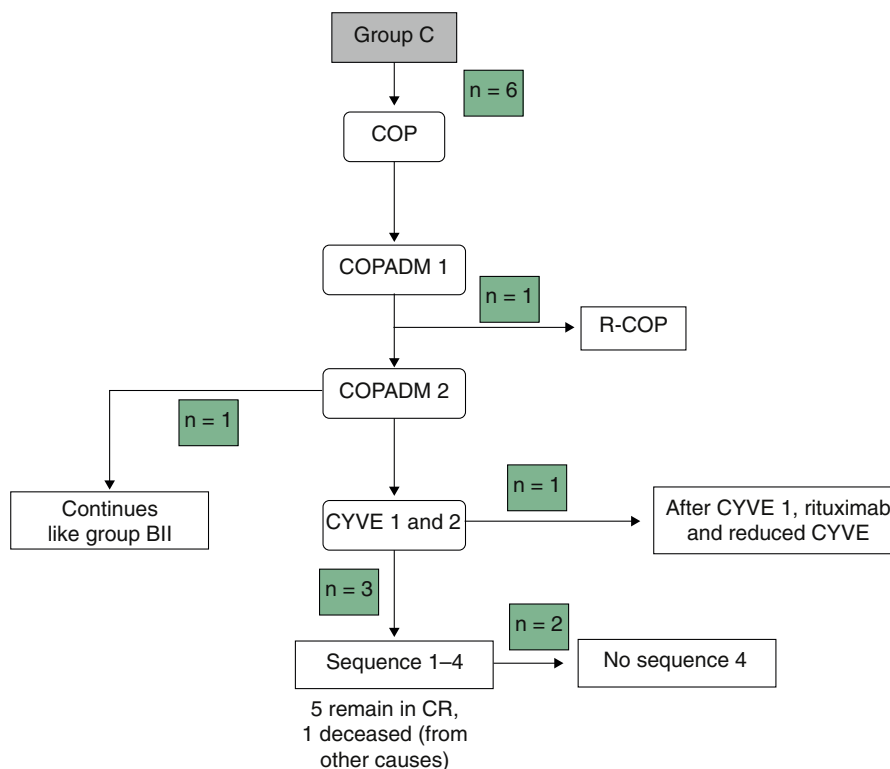 Group C
n = 6
COP
COPADM 1
n = 1
R-COP
COPADM 2
n = 1
Continues
like group BII
n = 1
CYVE 1 and 2
After CYVE 1, rituximab
and reduced CYVE
n = 3
n = 2
Sequence 1–4
No sequence 4
5 remain in CR,
1 deceased (from
other causes)